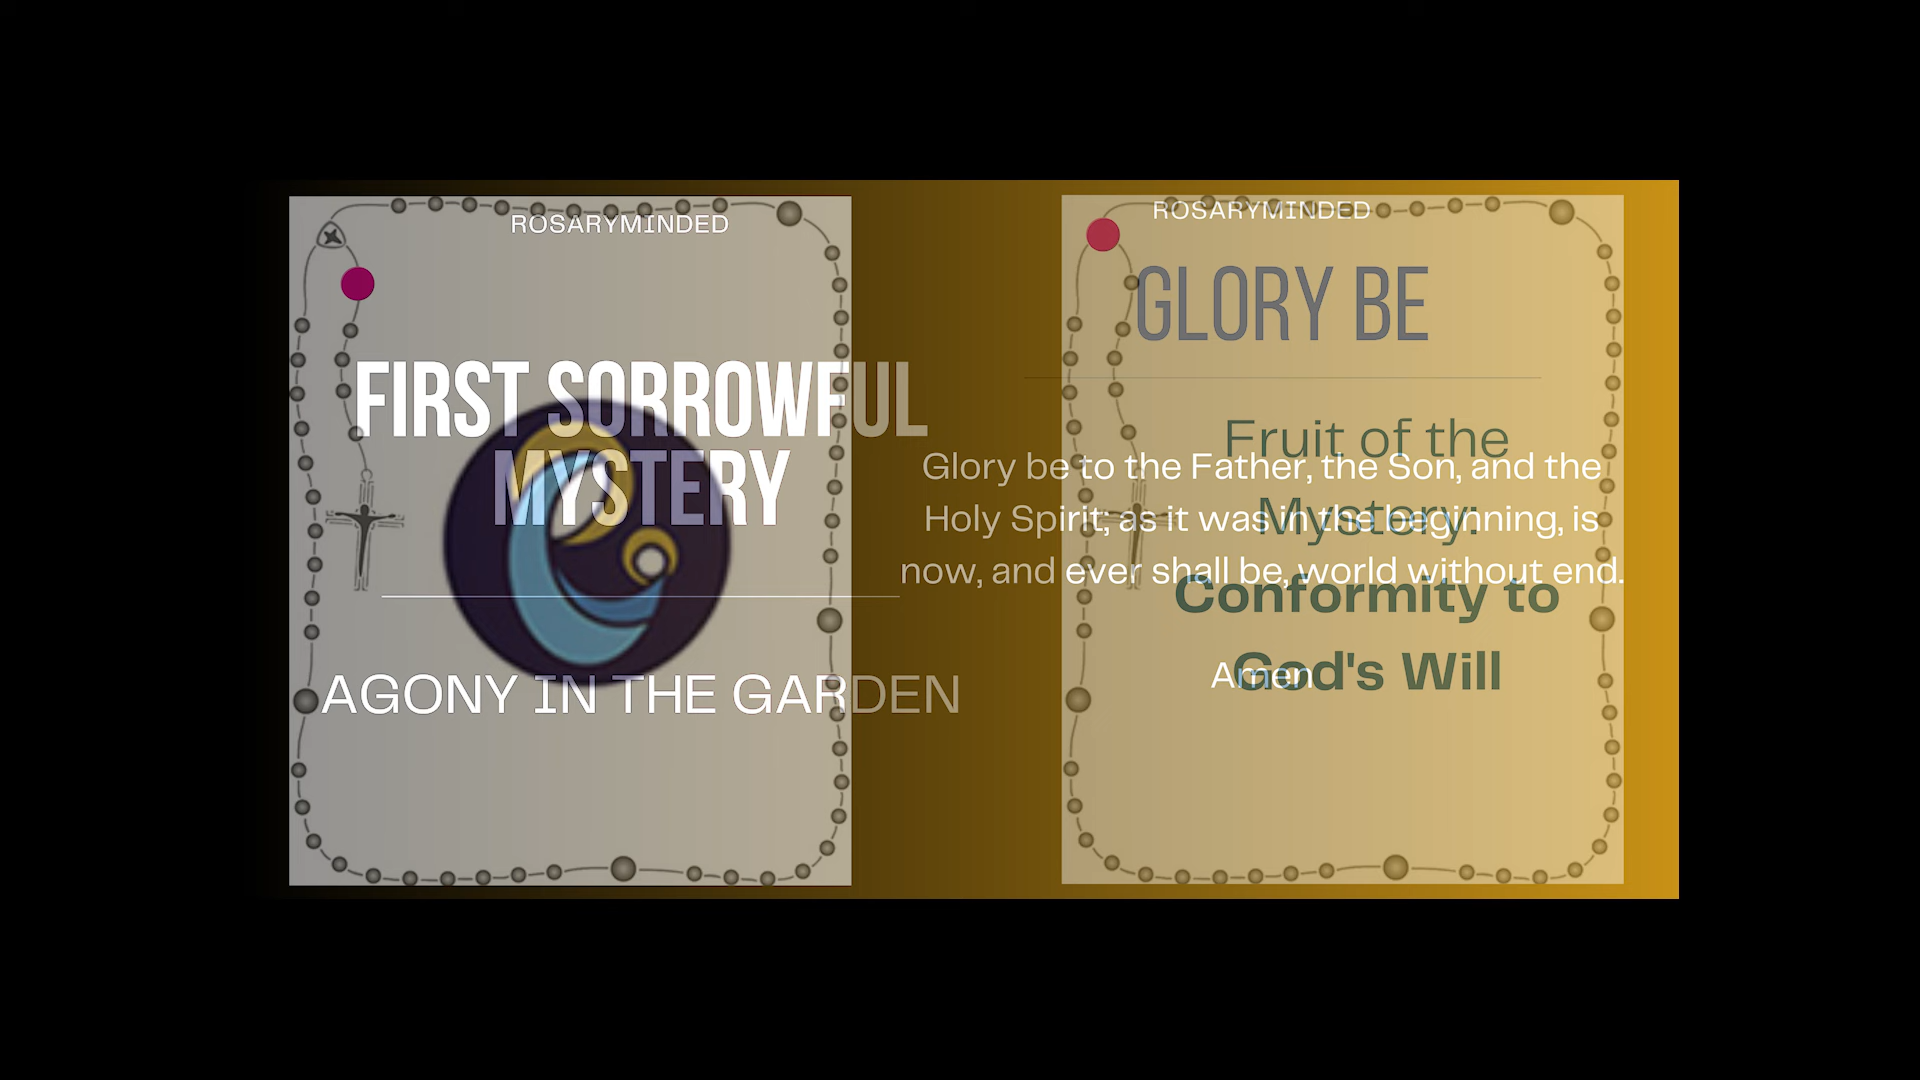 ROSARYMINDED
FIRST SORROWFUL
MYSTERY
AGONY IN THE GARDEN
ROSARYMINDED
GLORY BE
Glory be to the Father, the Son, and the
Holy Spirit; as it was in the beginning, is
now, and ever shall be, world without end.
Amen
Fruit of the
Mystery:
Conformity to
God's Will